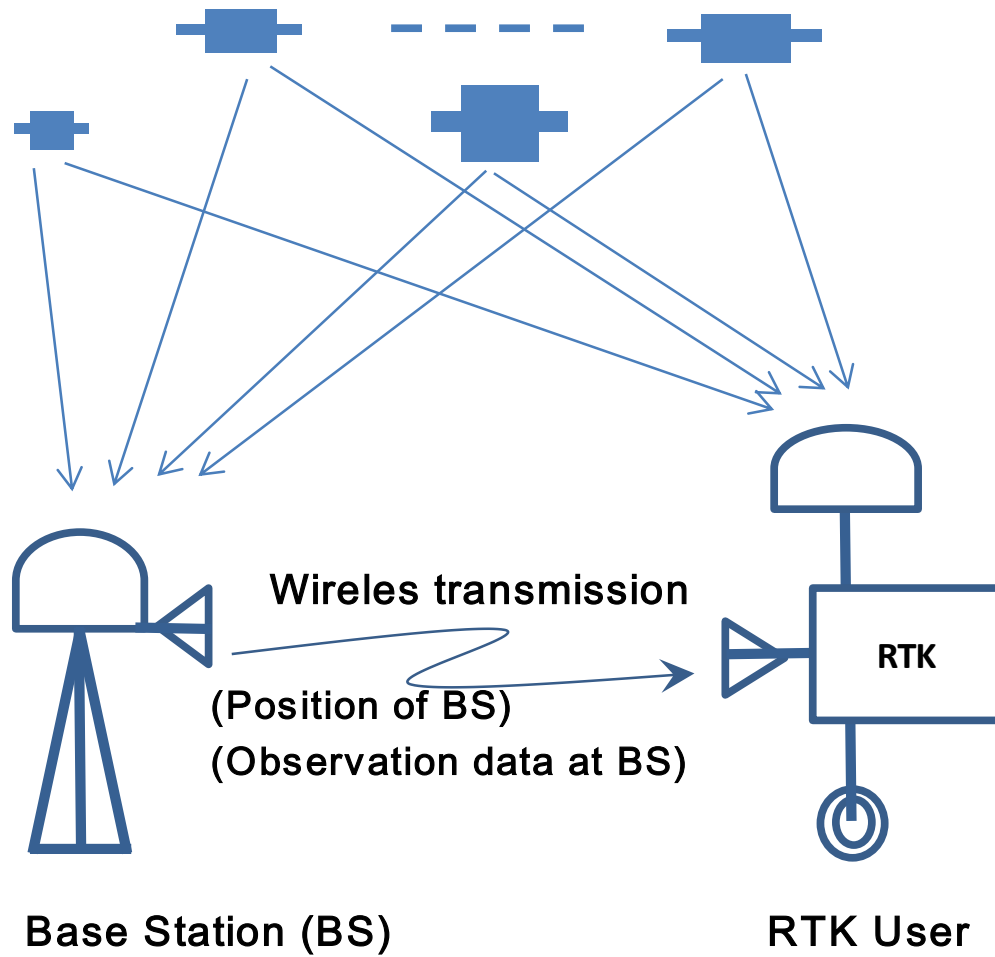 Wireles transmission
RTK
(Position of BS)
(Observation data at BS)
Base Station (BS)
RTK User